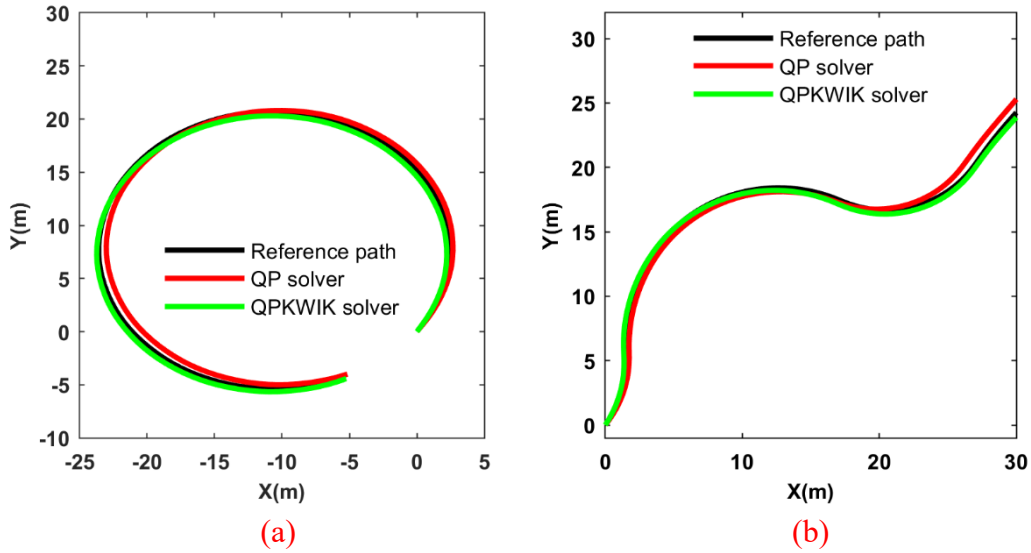 30
25
20
15
10
5
0
-5
-10
Y(m)
Reference path
QP solver
QPKWIK solver
-25 -20 -15 -10 -5 0 5
X(m)
(a)
30
25
20
15
10
5
0
Y(m)
Reference path
QP solver
QPKWIK solver
0 10 20 30
X(m)
(b)